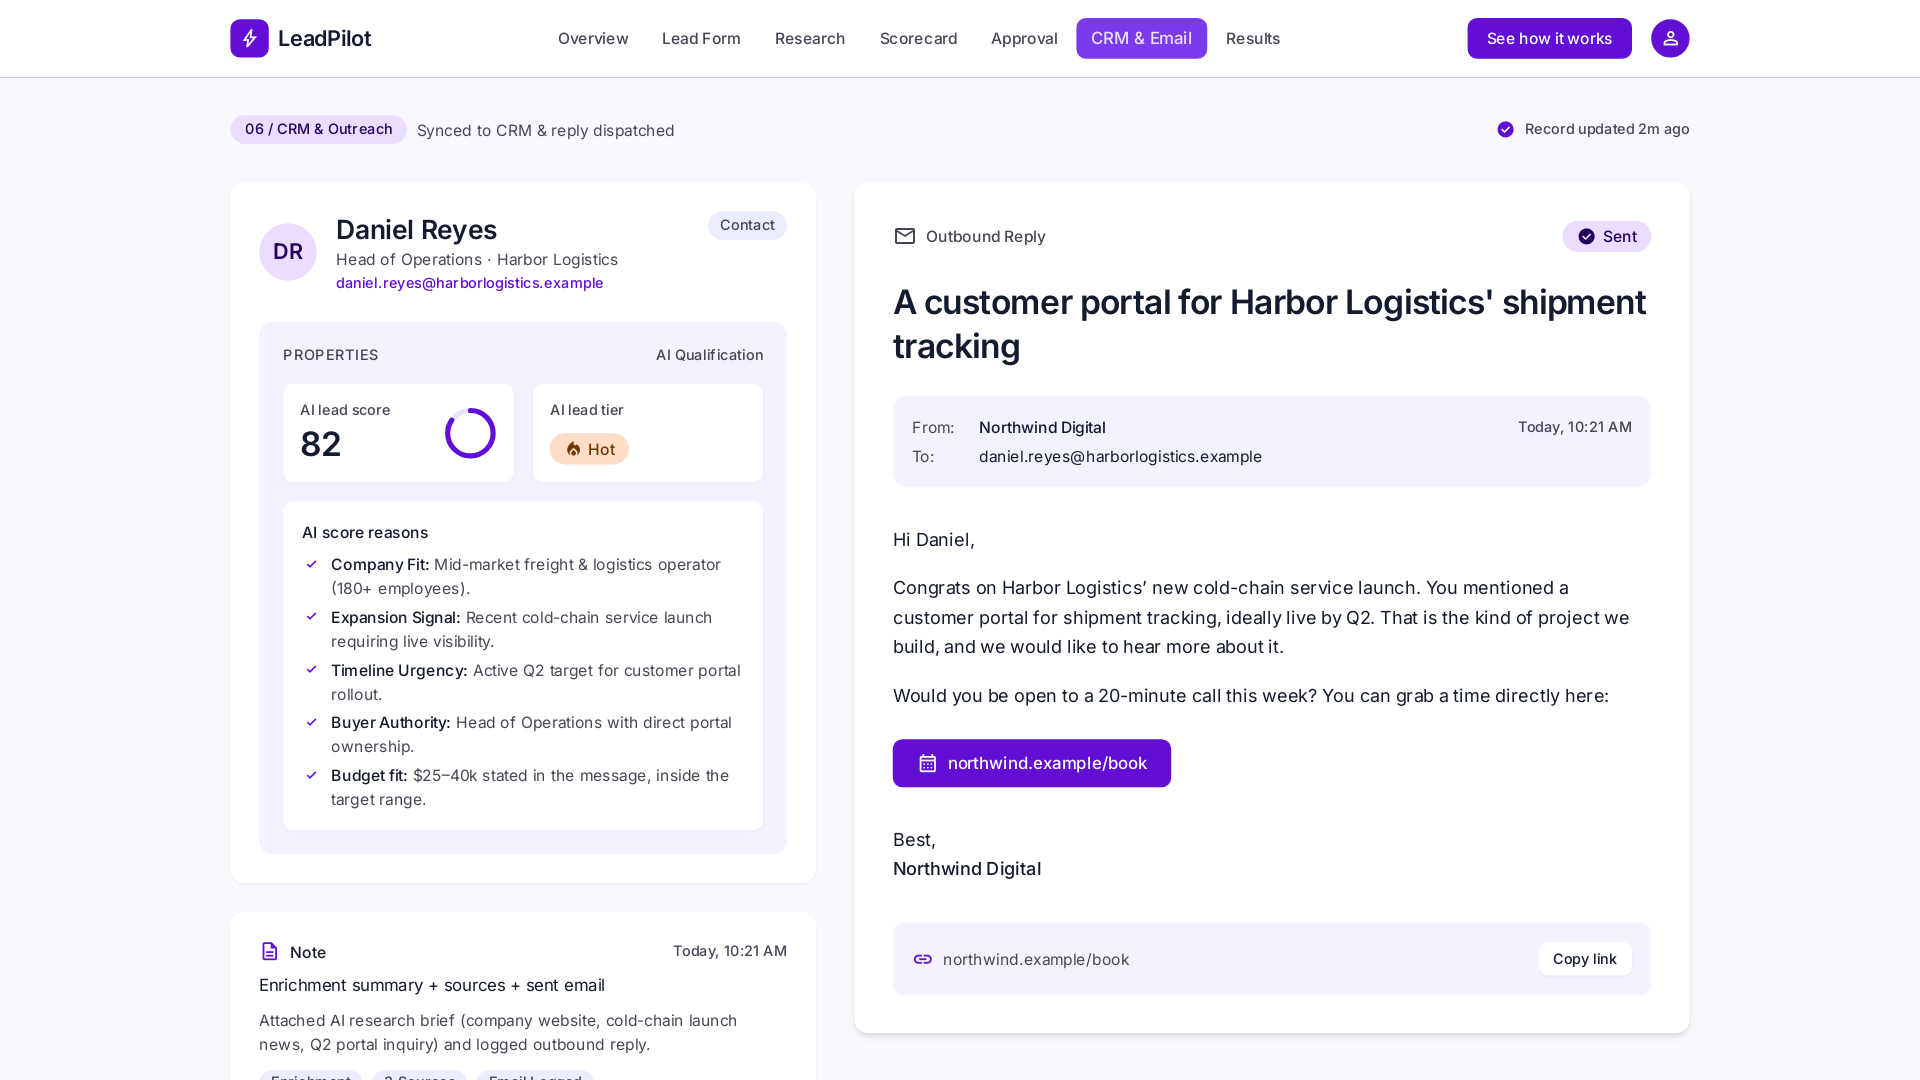 LeadPilot
Overview
Lead Form
Research
Scorecard
Approval
CRM & Email
Results
See how it works
06 / CRM & Outreach
Synced to CRM & reply dispatched
Record updated 2m ago
DR
Daniel Reyes
Contact
Head of Operations · Harbor Logistics
daniel.reyes@harborlogistics.example
PROPERTIES
AI Qualification
AI lead score
82
AI lead tier
Hot
AI score reasons
Company Fit: Mid-market freight & logistics operator
(180+ employees).
Expansion Signal: Recent cold-chain service launch
requiring live visibility.
Timeline Urgency: Active Q2 target for customer portal
rollout.
Buyer Authority: Head of Operations with direct portal
ownership.
Budget fit: $25–40k stated in the message, inside the
target range.
Note
Today, 10:21 AM
Enrichment summary + sources + sent email
Attached AI research brief (company website, cold-chain launch
news, Q2 portal inquiry) and logged outbound reply.
Enrichment
3 Sources
Email Logged
Outbound Reply
Sent
A customer portal for Harbor Logistics' shipment
tracking
From: Northwind Digital
Today, 10:21 AM
To: daniel.reyes@harborlogistics.example
Hi Daniel,
Congrats on Harbor Logistics’ new cold-chain service launch. You mentioned a
customer portal for shipment tracking, ideally live by Q2. That is the kind of project we
build, and we would like to hear more about it.
Would you be open to a 20-minute call this week? You can grab a time directly here:
northwind.example/book
Best,
Northwind Digital
northwind.example/book
Copy link